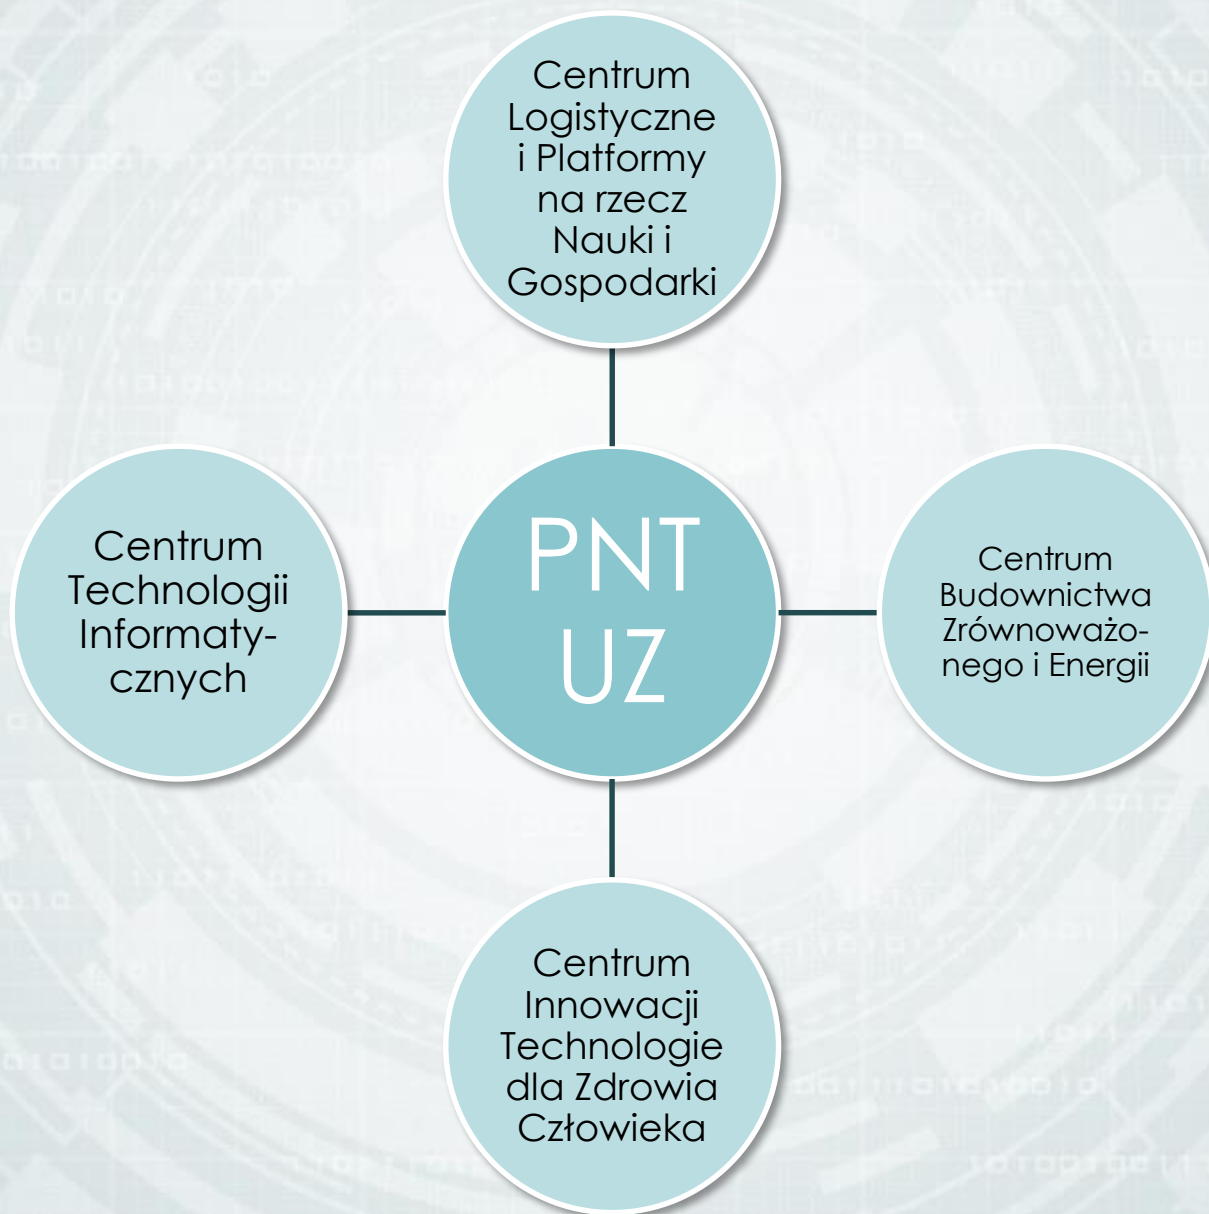 Centrum
Logistyczne
i Platformy
na rzecz
Nauki i
Gospodarki
Centrum
Technologii
Informaty-
cznych
PNT
UZ
Centrum
Budownictwa
Zrównoważo-
nego i Energii
Centrum
Innowacji
Technologie
dla Zdrowia
Człowieka